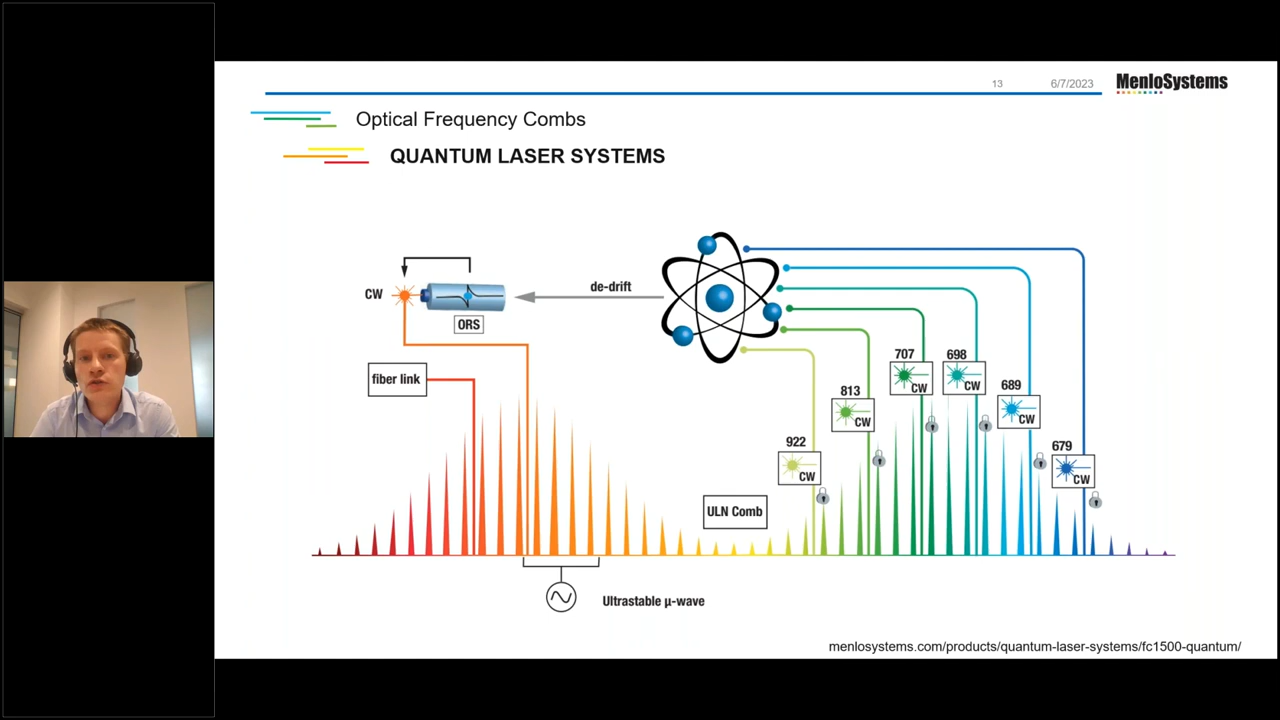 13
6/7/2023
MenloSystems
Optical Frequency Combs
QUANTUM LASER SYSTEMS
CW
ORS
de-drift
fiber link
922
CW
813
CW
707
CW
698
CW
689
CW
679
CW
ULN Comb
Ultrastable µ-wave
menlosystems.com/products/quantum-laser-systems/fc1500-quantum/